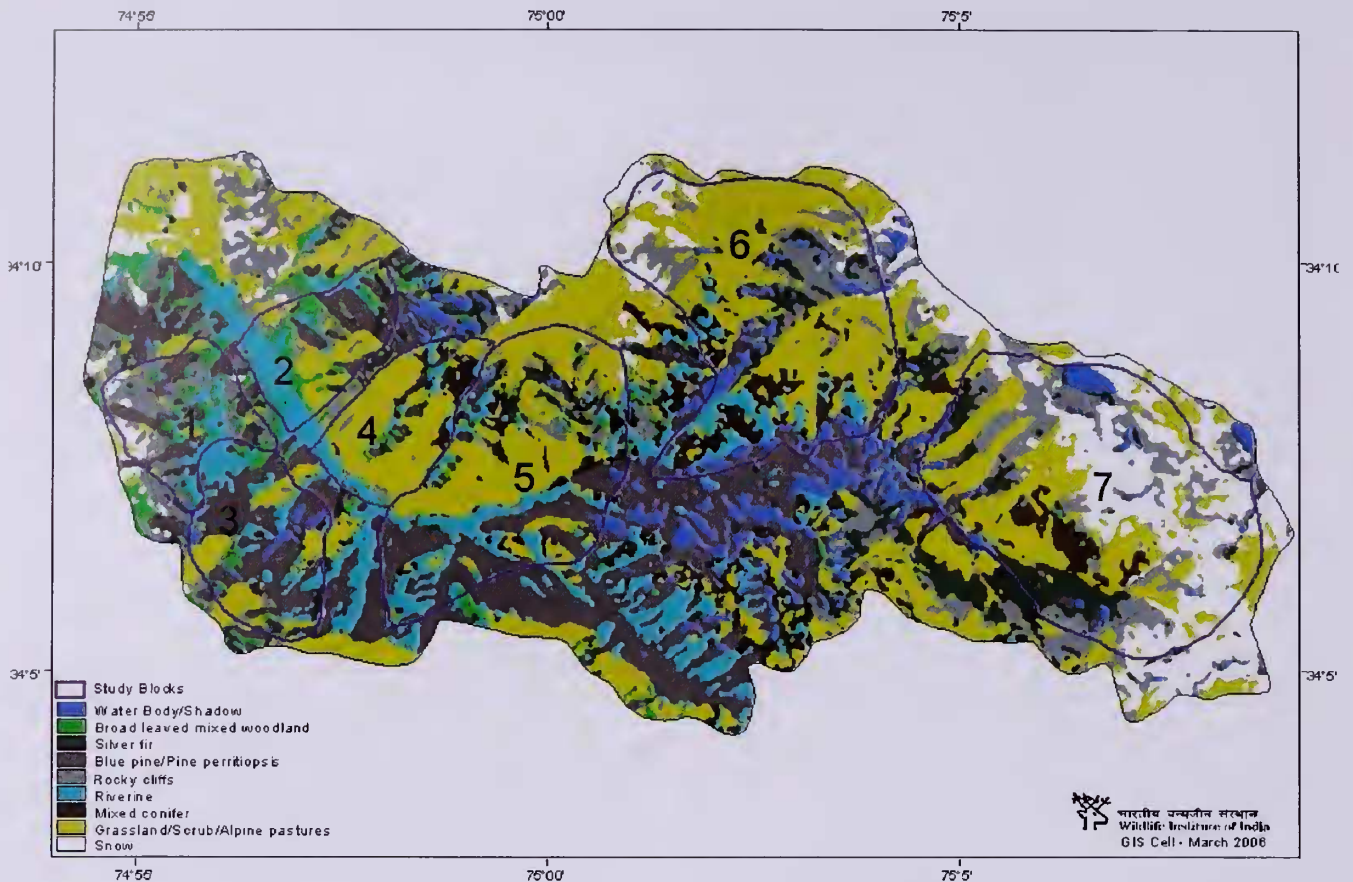 74°55'
75°00'
75°5'
34°10'
34°10
6
2
1
4
5
7
3
34°5'
34°5'
Study Blocks
Water Body/Shadow
Broad leaved mixed woodland
Silver fir
Blue pine/Pine perritiopsis
Rocky cliffs
Riverine
Mixed conifer
Grassland/Scrub/Alpine pastures
Snow
भारतीय वन्यजीव संस्थान
Wildlife Institute of India
GIS Cell - March 2006
74°55'
75°00'
75°5'